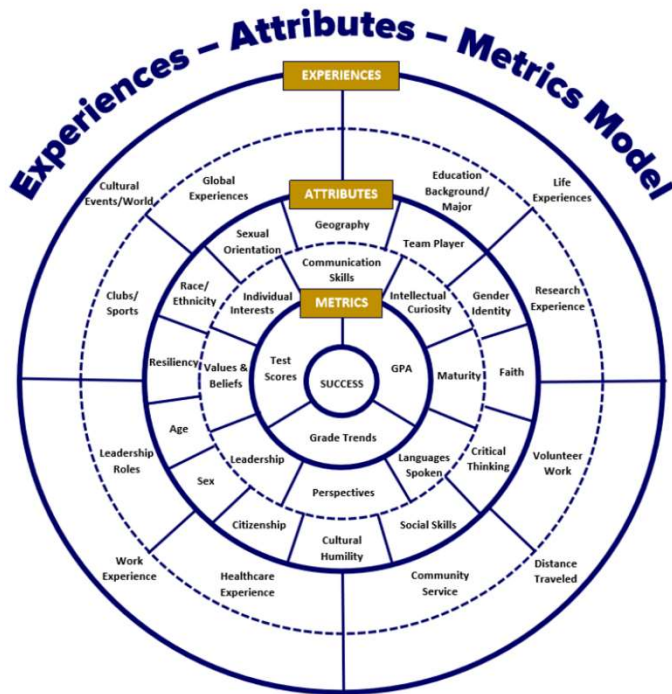 Experiences – Attributes – Metrics Model
EXPERIENCES
Cultural
Events/World
Global
Experiences
Education
Background/
Major
Life
Experiences
ATTRIBUTES
Sexual
Orientation
Geography
Team Player
Clubs/
Sports
Race/
Ethnicity
Individual
Interests
Communication
Skills
Intellectual
Curiosity
Gender
Identity
Research
Experience
METRICS
Resiliency
Values &
Beliefs
Test
Scores
SUCCESS
GPA
Maturity
Faith
Age
Grade Trends
Leadership
Roles
Sex
Leadership
Perspectives
Languages
Spoken
Critical
Thinking
Volunteer
Work
Citizenship
Cultural
Humility
Social Skills
Work
Experience
Healthcare
Experience
Community
Service
Distance
Traveled